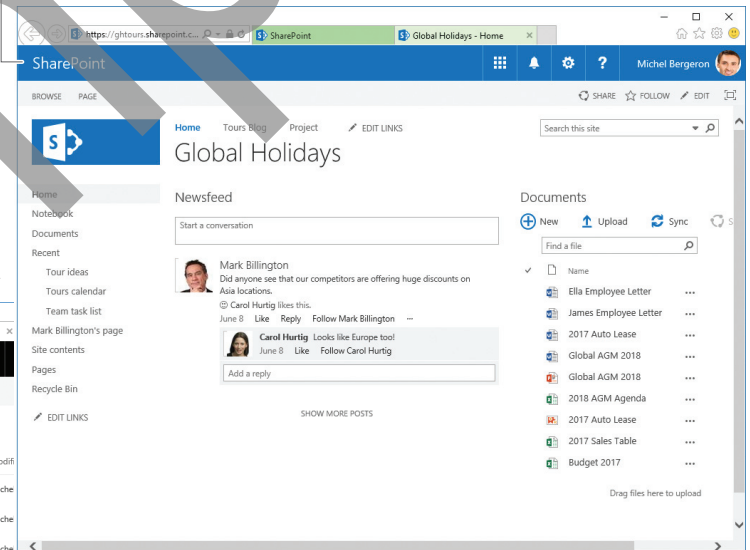 https://ghtours.sharepoint.c...
SharePoint
Global Holidays - Home
SharePoint
Michel Bergeron
BROWSE PAGE
SHARE FOLLOW EDIT
Home Tours Blog Project EDIT LINKS
Search this site
Global Holidays
Home
Notebook
Documents
Recent
Tour ideas
Tours calendar
Team task list
Mark Billington's page
Site contents
Pages
Recycle Bin
EDIT LINKS
Newsfeed
Start a conversation
Mark Billington
Did anyone see that our competitors are offering huge discounts on
Asia locations.
Carol Hurtig likes this.
June 8 Like Reply Follow Mark Billington ...
Carol Hurtig Looks like Europe too!
June 8 Like Follow Carol Hurtig
Add a reply
SHOW MORE POSTS
Documents
New Upload Sync S
Find a file
Name
Ella Employee Letter ...
James Employee Letter ...
2017 Auto Lease ...
Global AGM 2018 ...
Global AGM 2018 ...
2018 AGM Agenda ...
2017 Auto Lease ...
2017 Sales Table ...
Budget 2017 ...
Drag files here to upload
odifi
che
che
che